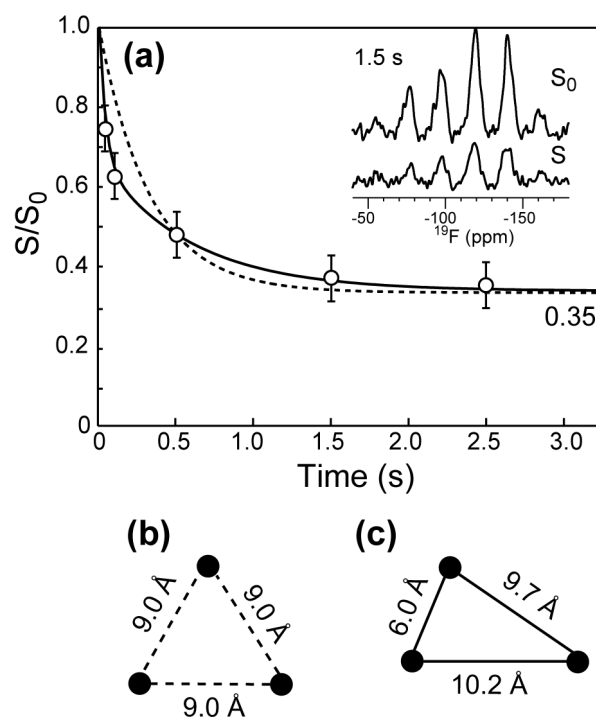 (a)
1.0
0.8
0.6
0.4
0.2
0
S/S0
0 0.5 1.0 1.5 2.0 2.5 3.0
Time (s)
0.35
1.5 s
S0
S
-50 -100 -150
19F (ppm)
(b)
9.0 Å
9.0 Å
9.0 Å
(c)
6.0 Å
9.7 Å
10.2 Å